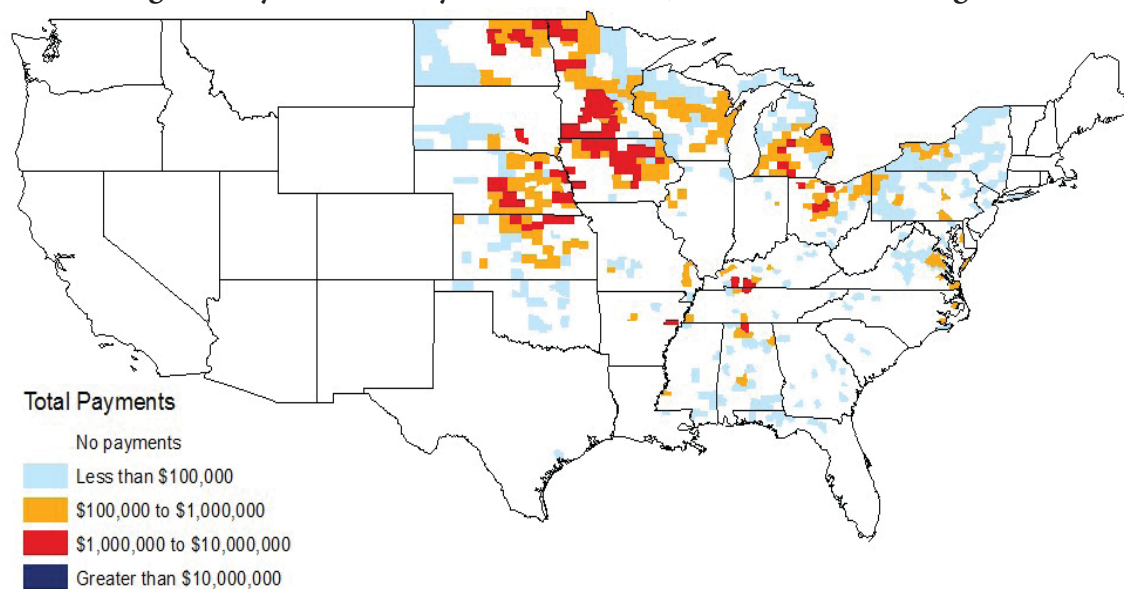 Total Payments
No payments
Less than $100,000
$100,000 to $1,000,000
$1,000,000 to $10,000,000
Greater than $10,000,000